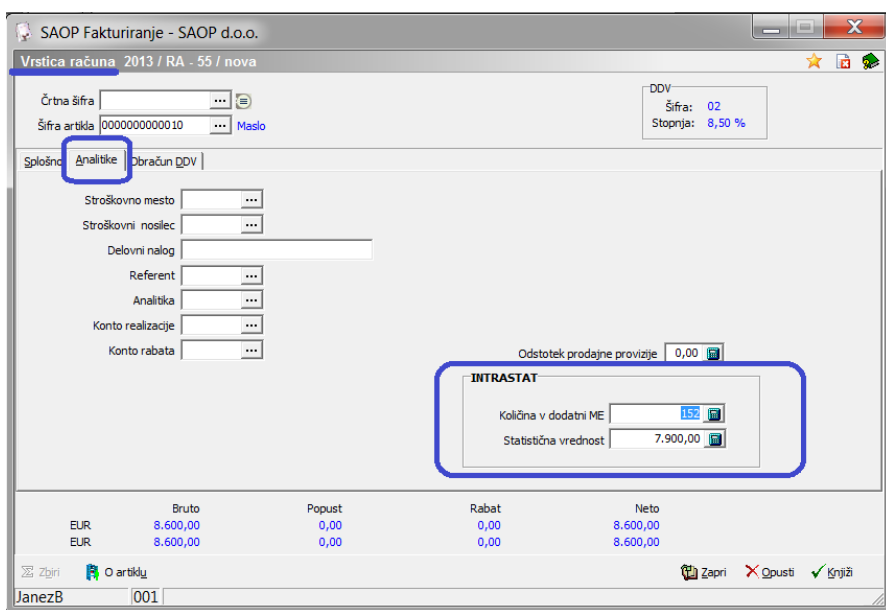 SAOP Fakturiranje - SAOP d.o.o.
Vrstica računa 2013 / RA - 55 / nova
Črtna šifra
Šifra artikla 0000000000010 ... Maslo
DDV
Šifra: 02
Stopnja: 8,50 %
Splošno Analitike Obračun DDV
Stroškovno mesto ...
Stroškovni nosilec ...
Delovni nalog
Referent ...
Analitika ...
Konto realizacije ...
Konto rabata ...
Odstotek prodajne provizije 0,00
INTRASTAT
Količina v dodatni ME 152
Statistična vrednost 7.900,00
Bruto Popust Rabat Neto
EUR 8.600,00 0,00 0,00 8.600,00
EUR 8.600,00 0,00 0,00 8.600,00
Zbiri O artiklu Zapri Opusti Knjiži
JanezB 001